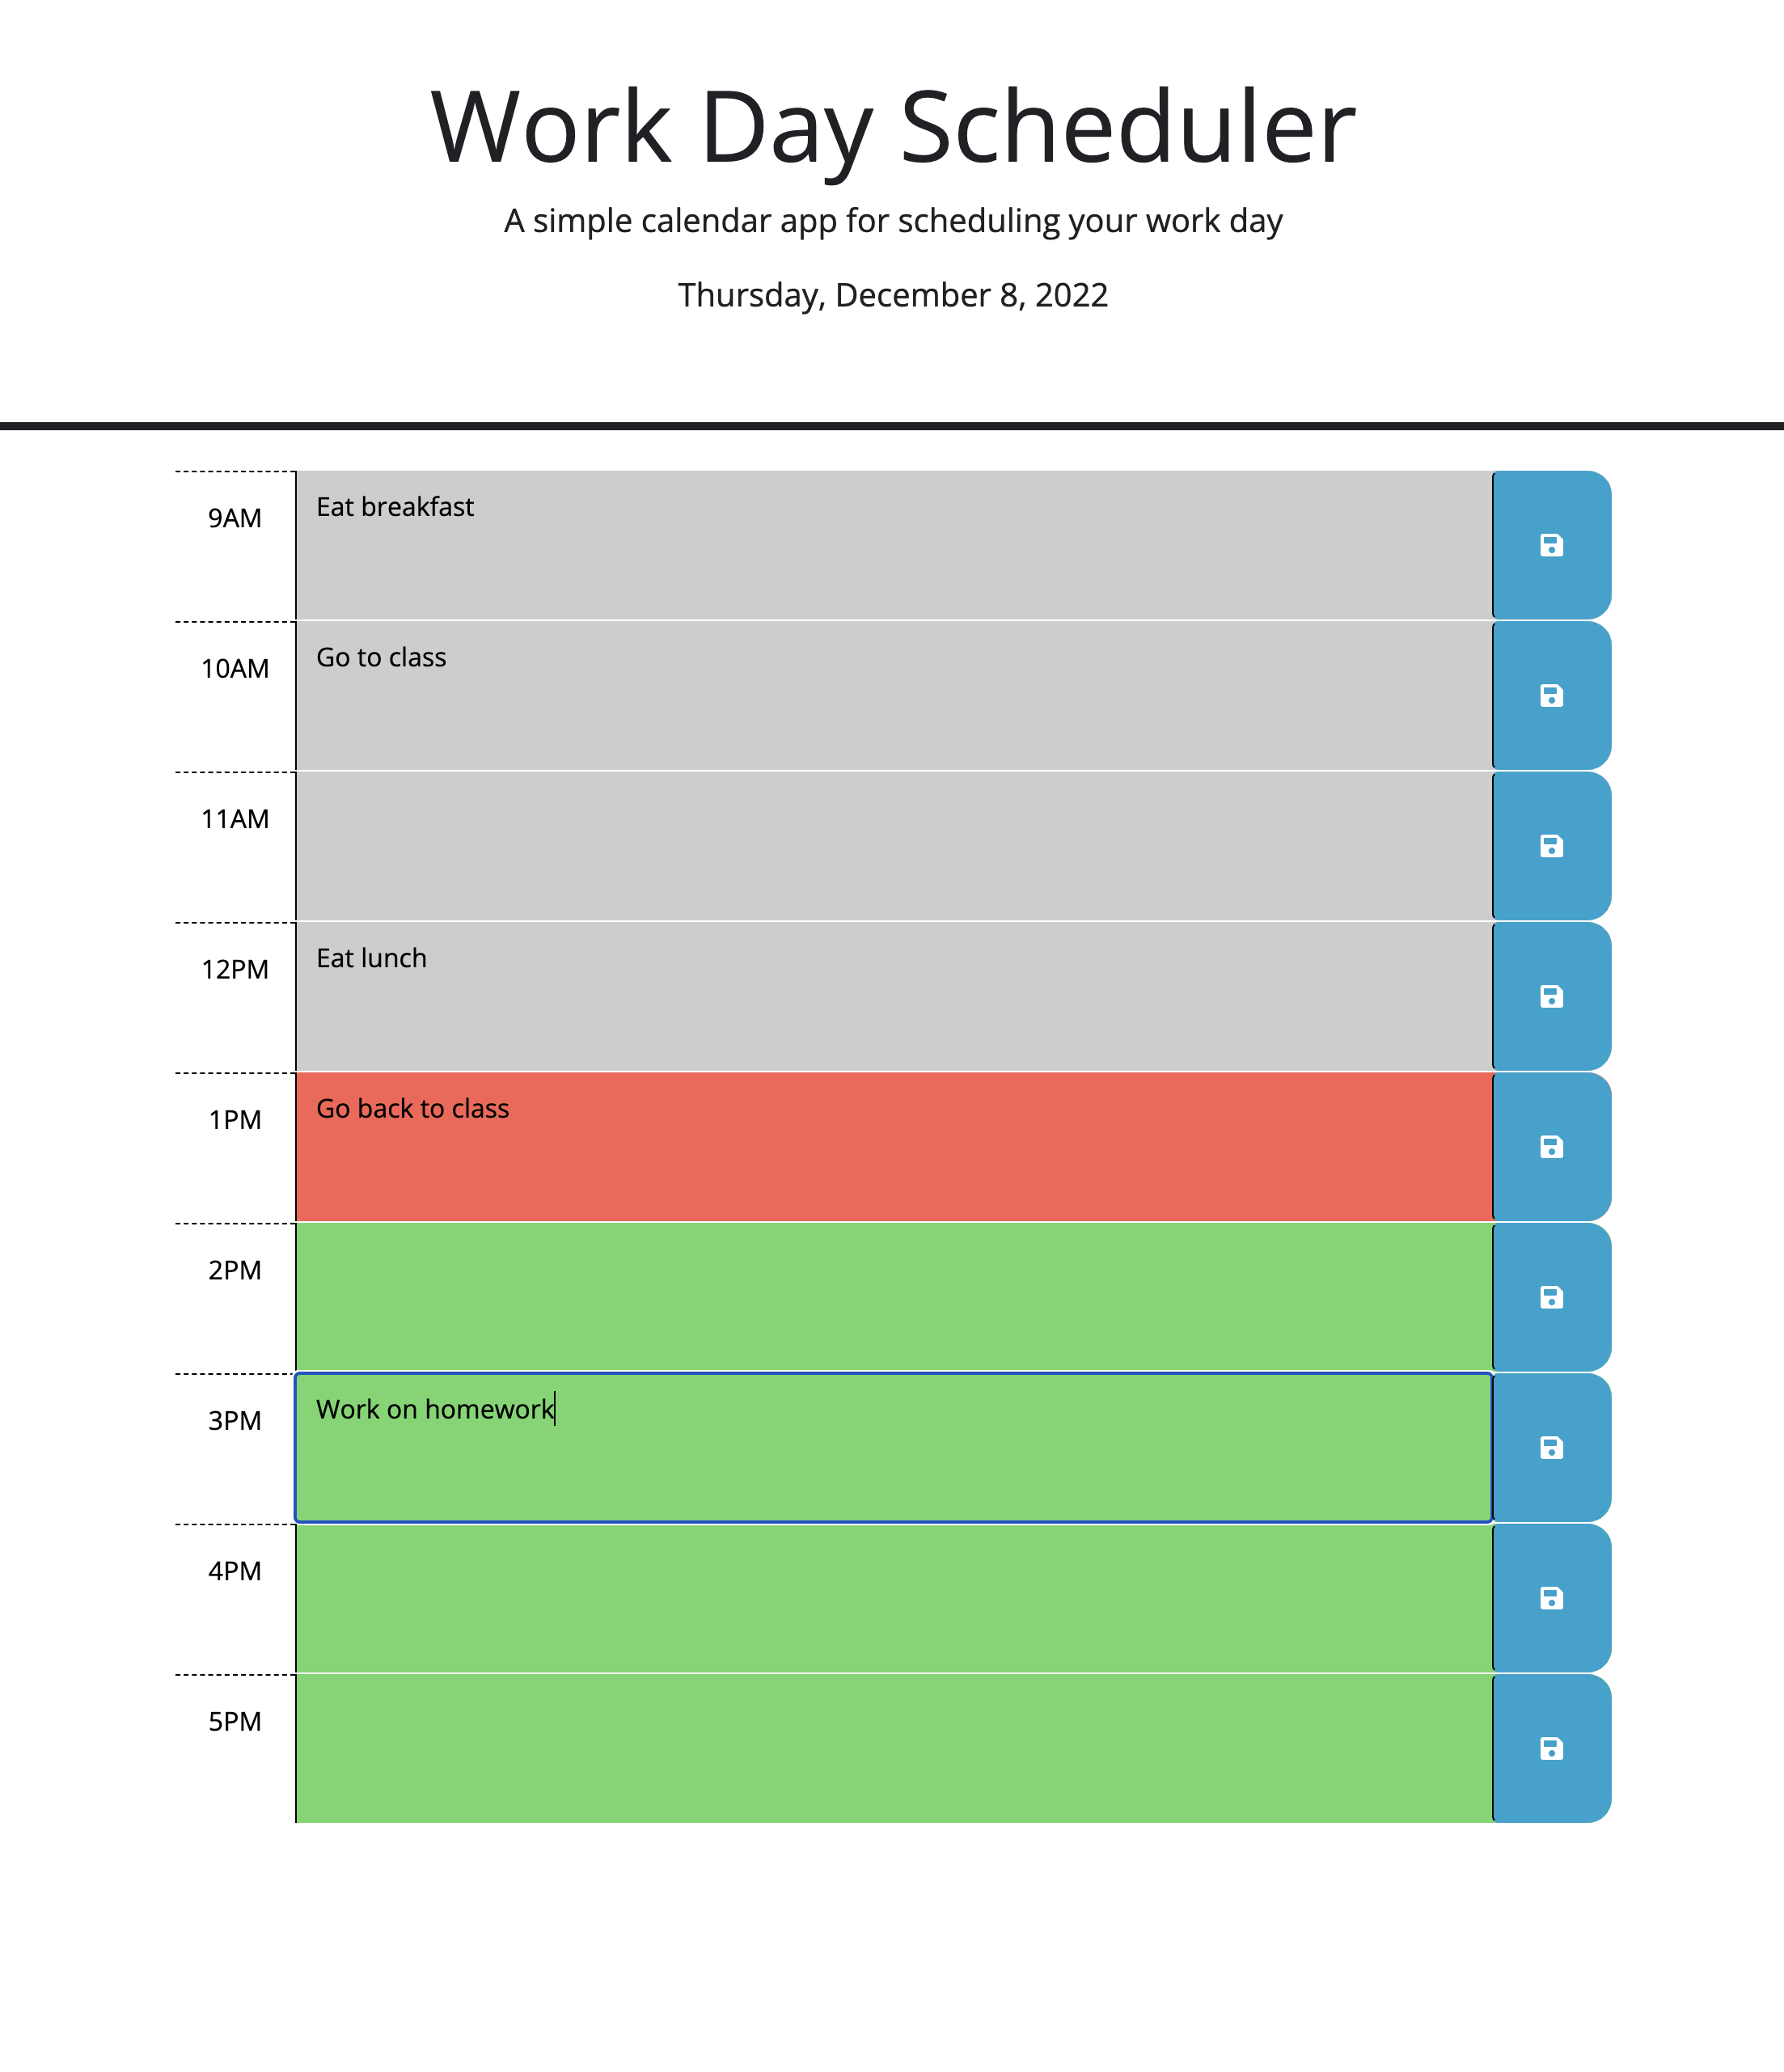 Work Day Scheduler
A simple calendar app for scheduling your work day
Thursday, December 8, 2022
9AM
Eat breakfast
10AM
Go to class
11AM
12PM
Eat lunch
1PM
Go back to class
2PM
3PM
Work on homework
4PM
5PM